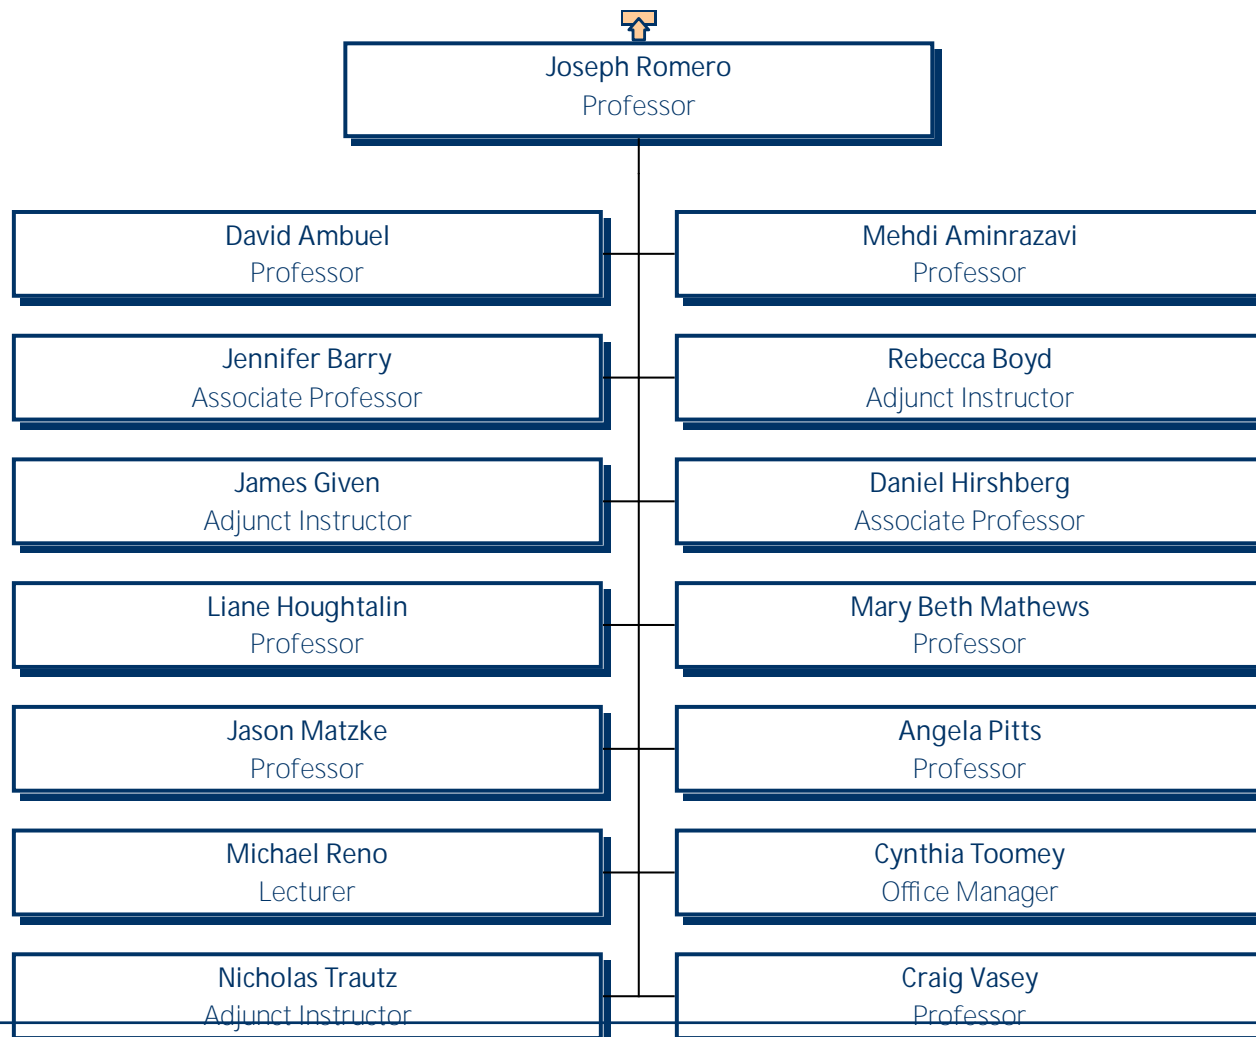 Joseph Romero
Professor
David Ambuel
Professor
Mehdi Aminrazavi
Professor
Jennifer Barry
Associate Professor
Rebecca Boyd
Adjunct Instructor
James Given
Adjunct Instructor
Daniel Hirshberg
Associate Professor
Liane Houghtalin
Professor
Mary Beth Mathews
Professor
Jason Matzke
Professor
Angela Pitts
Professor
Michael Reno
Lecturer
Cynthia Toomey
Office Manager
Nicholas Trautz
Adjunct Instructor
Craig Vasey
Professor